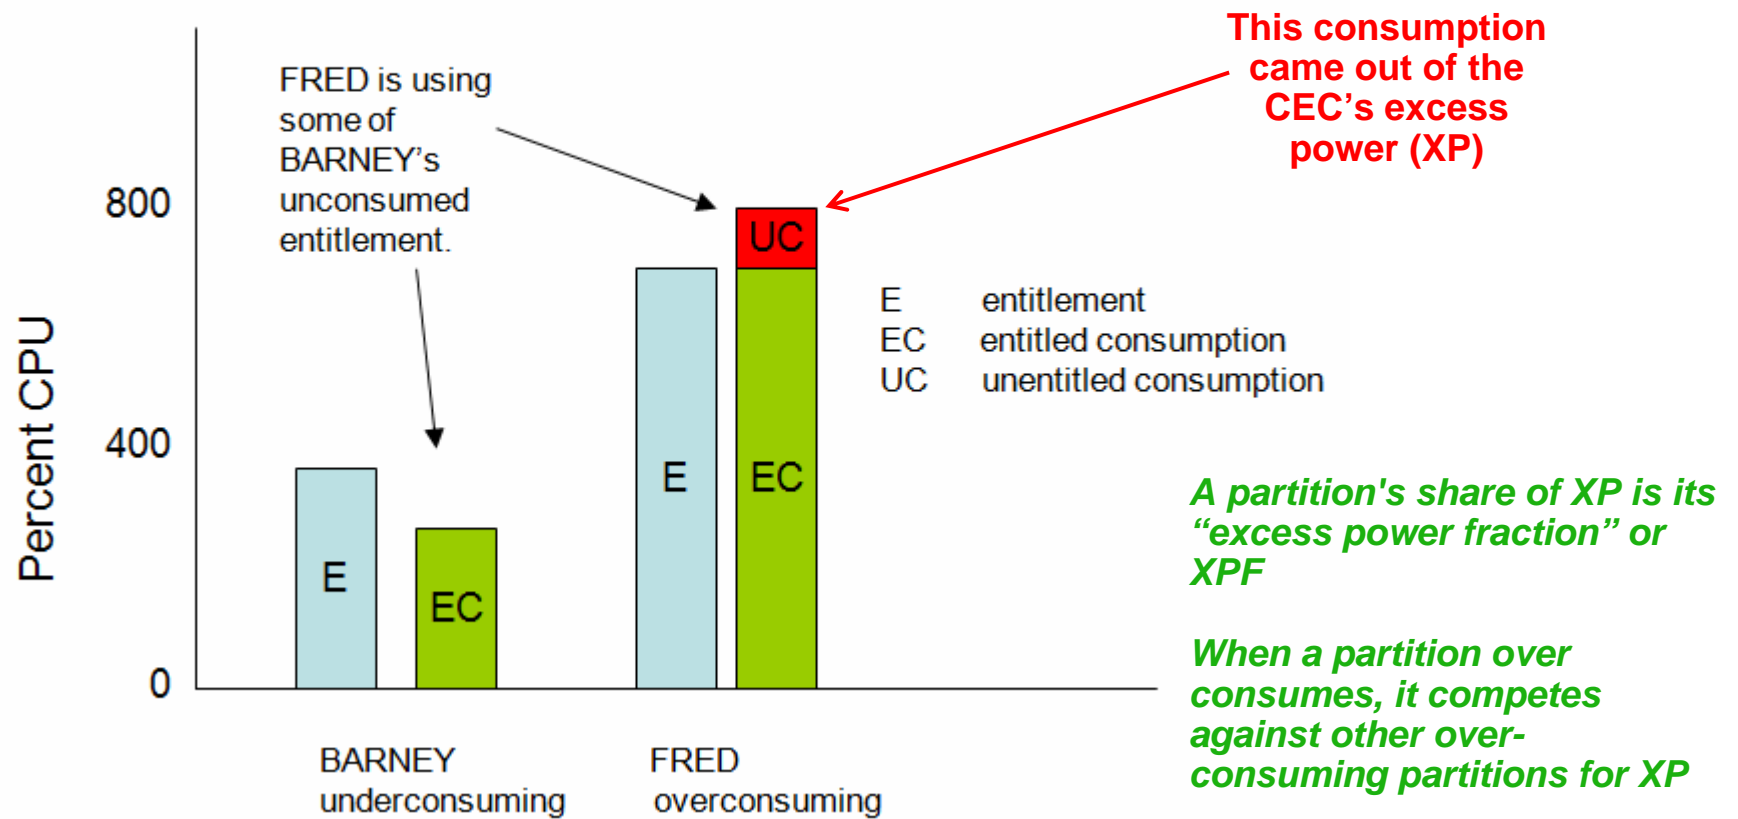 This consumption
came out of the
CEC’s excess
power (XP)
FRED is using
some of
BARNEY’s
unconsumed
entitlement.
Percent CPU
800
400
0
E
EC
E
UC
EC
E entitlement
EC entitled consumption
UC unentitled consumption
A partition's share of XP is its
“excess power fraction” or
XPF
When a partition over
consumes, it competes
against other over-
consuming partitions for XP
BARNEY
underconsuming
FRED
overconsuming